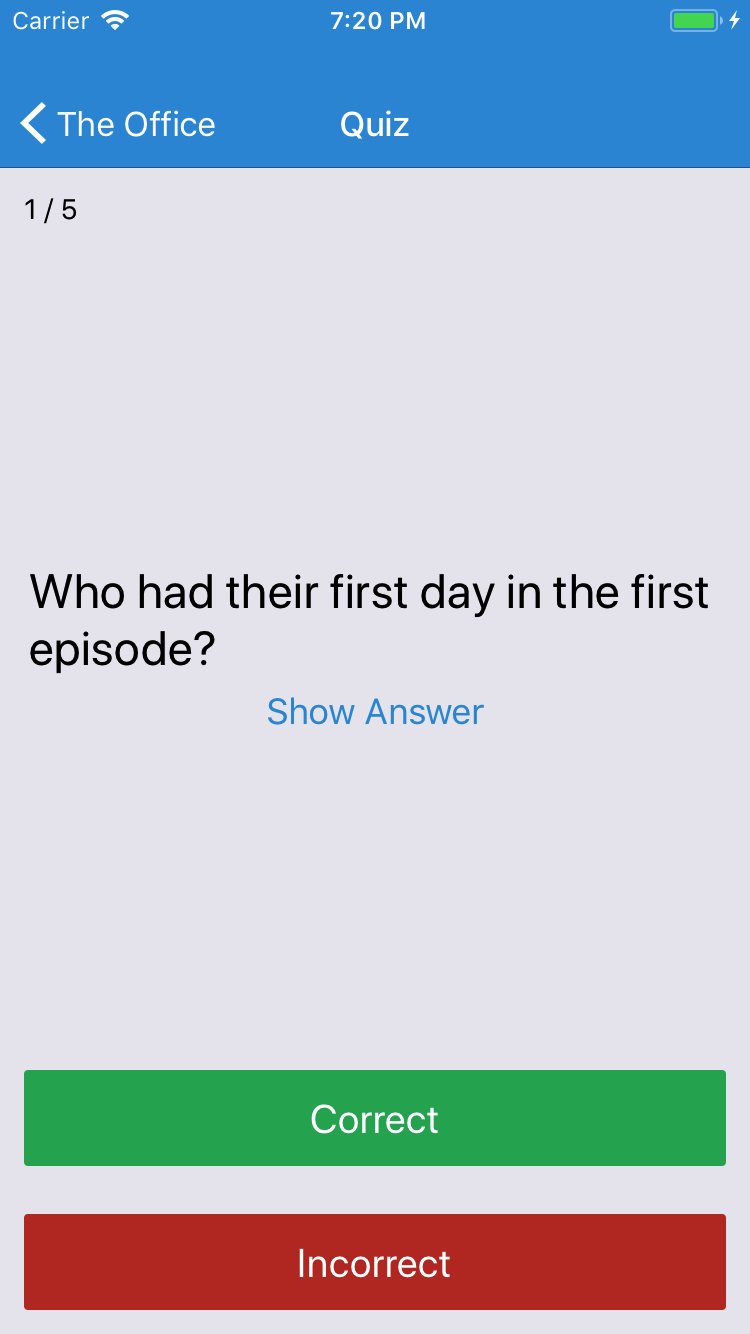 Carrier 7:20 PM
The Office Quiz
1 / 5
Who had their first day in the first
episode?
Show Answer
Correct
Incorrect